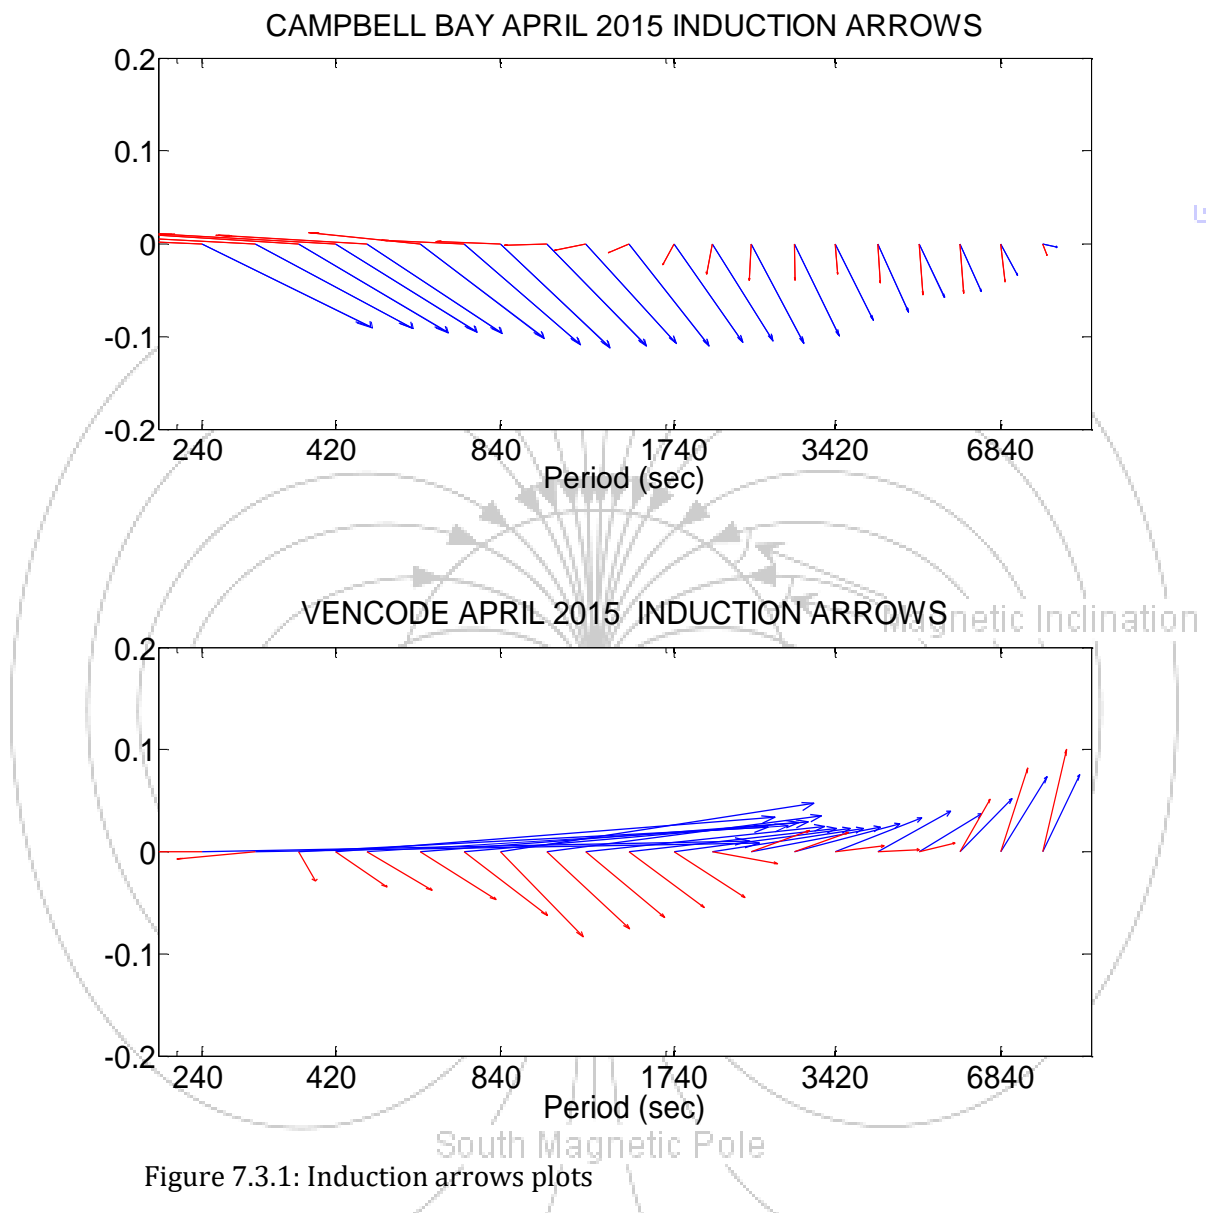 CAMPBELL BAY APRIL 2015 INDUCTION ARROWS
0.2
0.1
0
-0.1
-0.2
240 420 840 1740 3420 6840
Period (sec)
Magnetic Inclination
VENCODE APRIL 2015 INDUCTION ARROWS
0.2
0.1
0
-0.1
-0.2
240 420 840 1740 3420 6840
Period (sec)
South Magnetic Pole
Figure 7.3.1: Induction arrows plots